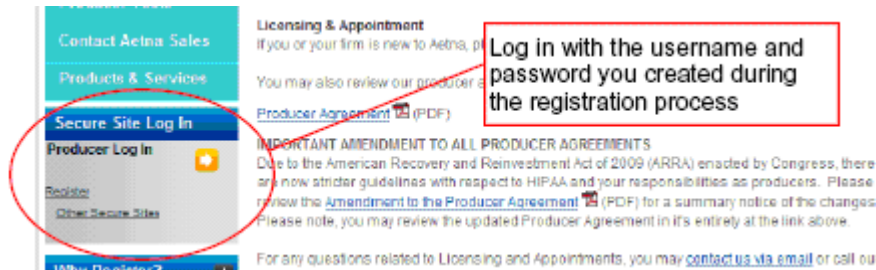 Contact Aetna Sales
Products & Services
Secure Site Log In
Producer Log In
Register
Other Secure Sites
Why Register?
Licensing & Appointment
If you or your firm is new to Aetna,
You may also review our producer
Producer Agreement (PDF)
Log in with the username and
password you created during
the registration process
IMPORTANT AMENDMENT TO ALL PRODUCER AGREEMENTS
Due to the American Recovery and Reinvestment Act of 2009 (ARRA) enacted by Congress, there
are now stricter guidelines with respect to HIPAA and your responsibilities as producers. Please
review the Amendment to the Producer Agreement (PDF) for a summary notice of the changes
Please note, you may review the updated Producer Agreement in it's entirety at the link above.
For any questions related to Licensing and Appointments, you may contact us via email or call ou